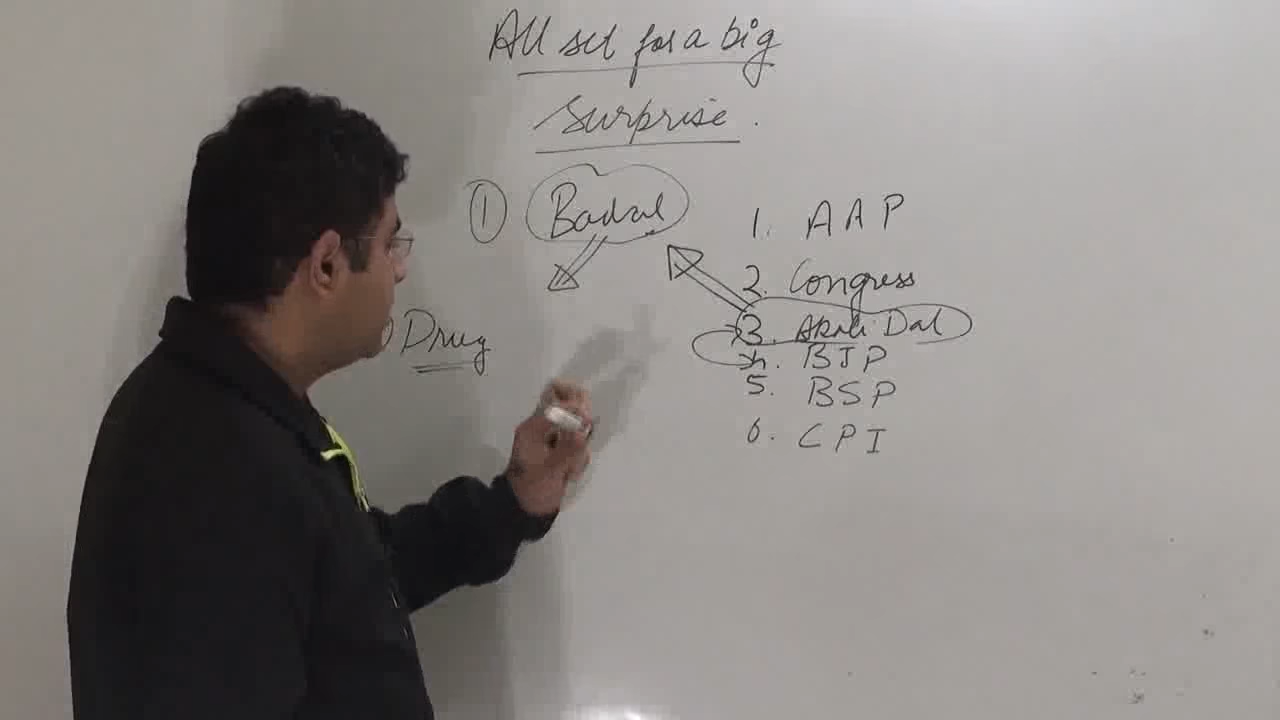 All set for a big
surprise.
① Badal
) Drug
1. AAP
2. Congress
3. Akali Dal
4. BJP
5. BSP
6. CPI